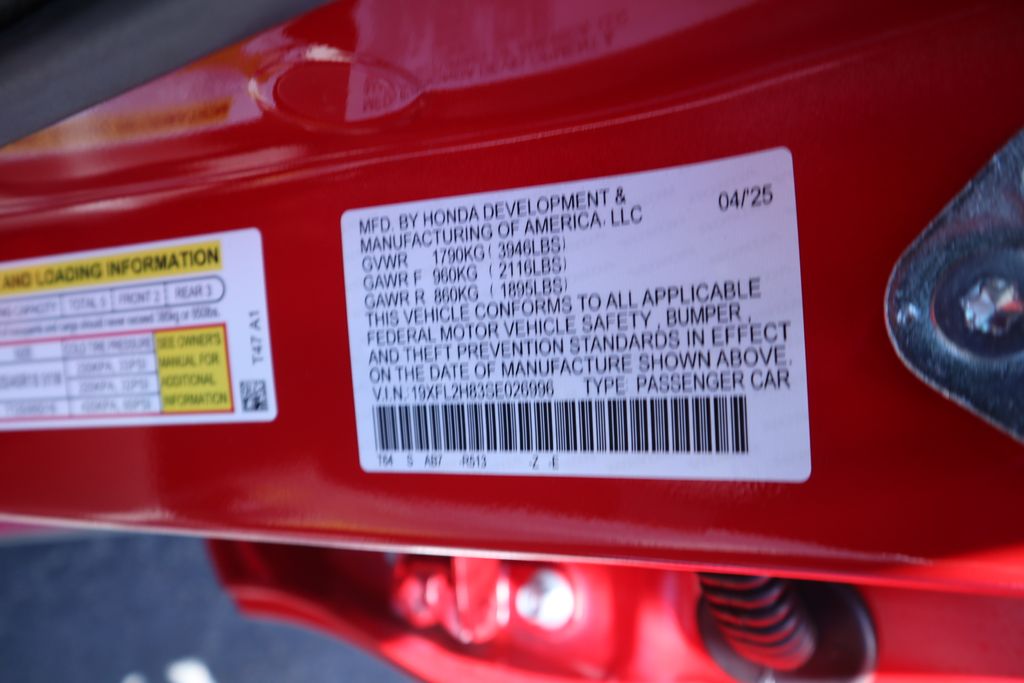 AND LOADING INFORMATION
TOTAL 5 FRONT 2 REAR 3
SEE OWNER'S
MANUAL FOR
ADDITIONAL
INFORMATION
T47 A1
MFD. BY HONDA DEVELOPMENT & 04/'25
MANUFACTURING OF AMERICA. LLC
GVWR 1790KG ( 3946LBS)
GAWR F 960KG ( 2116LBS)
GAWR R 860KG ( 1895LBS)
THIS VEHICLE CONFORMS TO ALL APPLICABLE
FEDERAL MOTOR VEHICLE SAFETY , BUMPER ,
AND THEFT PREVENTION STANDARDS IN EFFECT
ON THE DATE OF MANUFACTURE SHOWN ABOVE.
V.I.N.: 19XFL2H83SE026996 TYPE: PASSENGER CAR
T64 S AB7 -R513 -Z -E